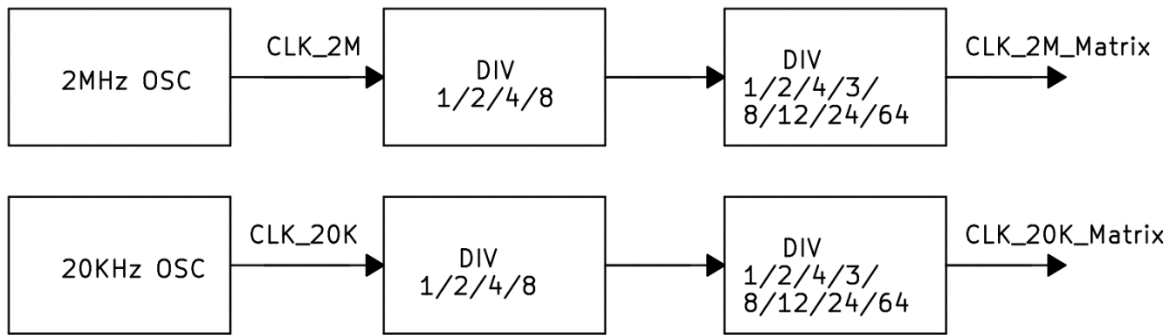 2MHz OSC
CLK_2M
DIV
1/2/4/8
DIV
1/2/4/3/
8/12/24/64
CLK_2M_Matrix
20KHz OSC
CLK_20K
DIV
1/2/4/8
DIV
1/2/4/3/
8/12/24/64
CLK_20K_Matrix